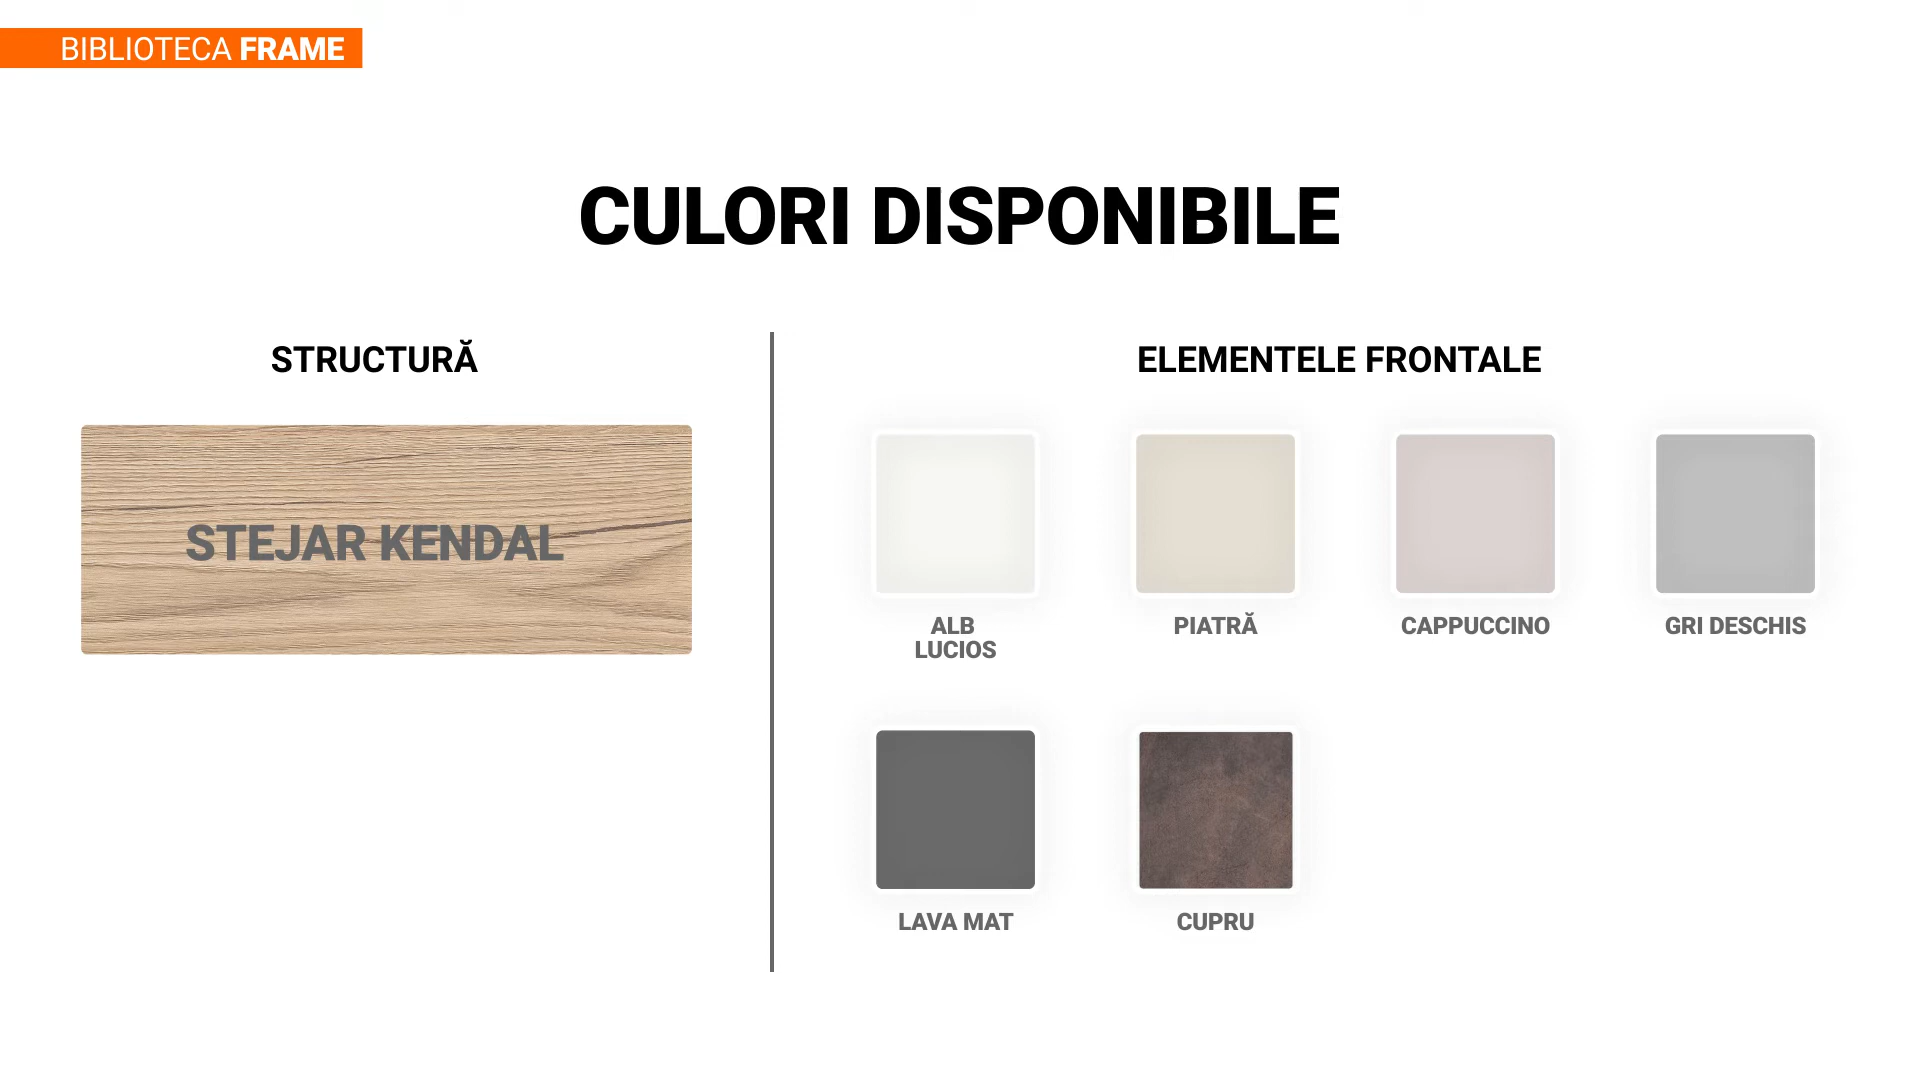 BIBLIOTECA FRAME
CULORI DISPONIBILE
STRUCTURĂ
STEJAR KENDAL
ELEMENTELE FRONTALE
ALB
LUCIOS
PIATRĂ
CAPPUCCINO
GRI DESCHIS
LAVA MAT
CUPRU